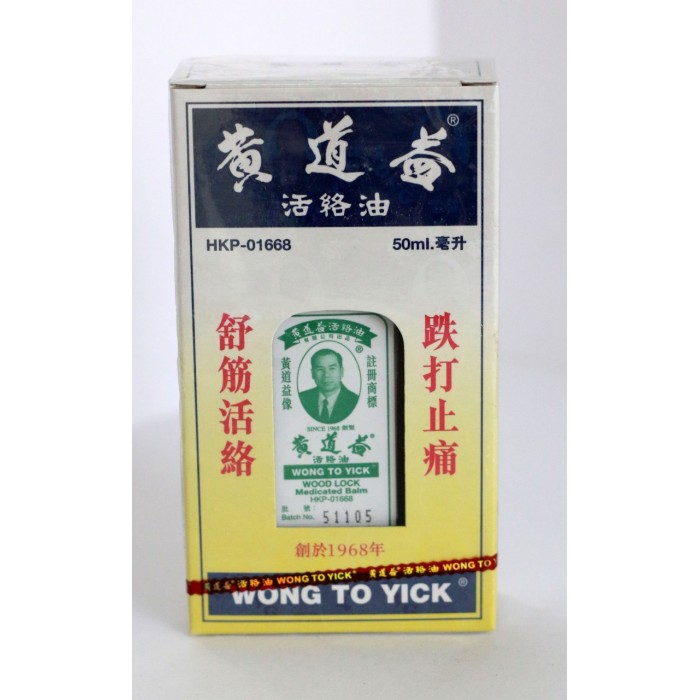 黃道益®
活絡油
HKP-01668
50ml.毫升
舒筋活絡
跌打止痛
黃道益活絡油
®
黃道益像
註冊商標
SINCE 1968 創製
黃道益®
活絡油
WONG TO YICK®
WOOD LOCK
Medicated Balm
HKP-01668
批 號:
Batch No. 51105
創於1968年
黃道益®活絡油 WONG TO YICK® 黃道益®活絡油 WONG TO
WONG TO YICK®